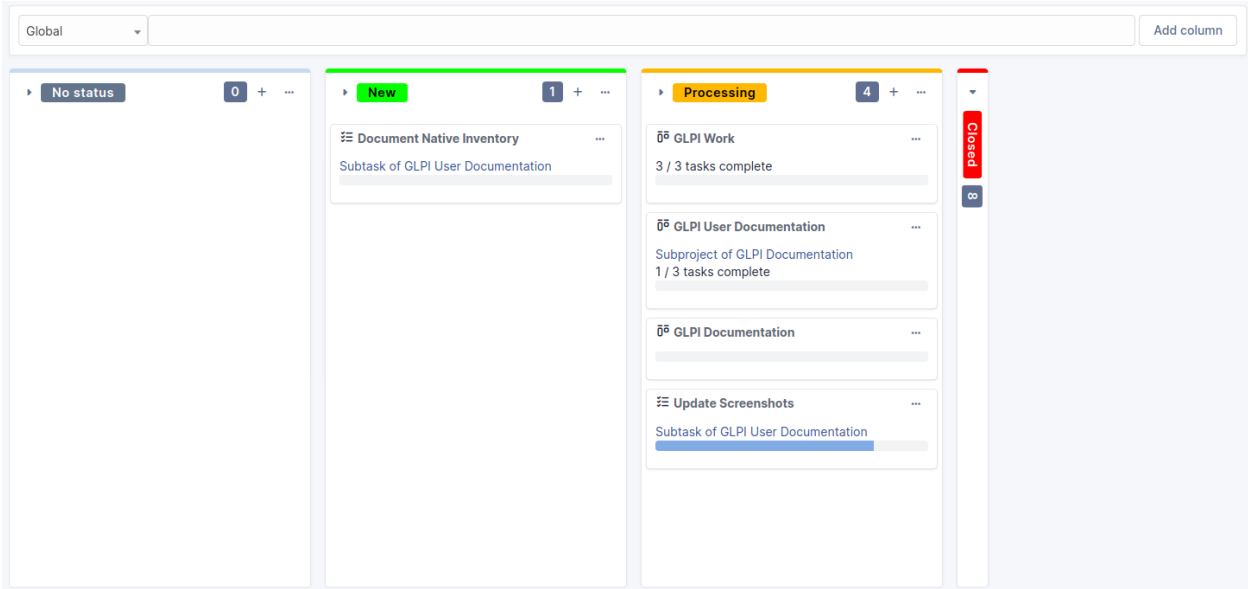 Global
Add column
No status
0
New
1
Document Native Inventory
Subtask of GLPI User Documentation
Processing
4
GLPI Work
3 / 3 tasks complete
GLPI User Documentation
Subproject of GLPI Documentation
1 / 3 tasks complete
GLPI Documentation
Update Screenshots
Subtask of GLPI User Documentation
Closed
8